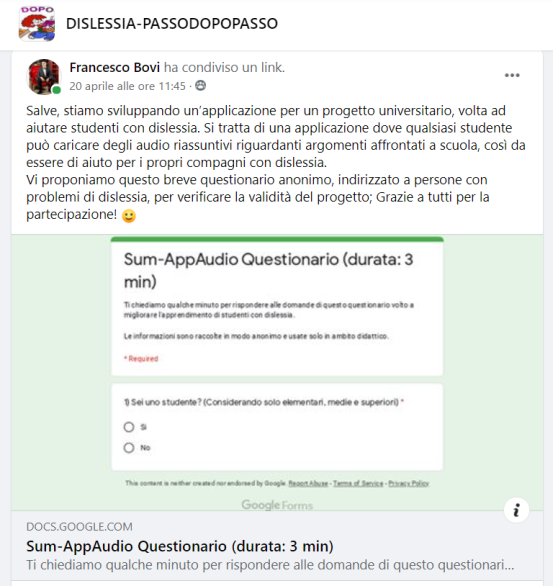 DOPO
DISLESSIA-PASSODOPOPASSO
Francesco Bovi ha condiviso un link.
20 aprile alle ore 11:45 ·
Salve, stiamo sviluppando un'applicazione per un progetto universitario, volta ad
aiutare studenti con dislessia. Si tratta di una applicazione dove qualsiasi studente
può caricare degli audio riassuntivi riguardanti argomenti affrontati a scuola, così da
essere di aiuto per i propri compagni con dislessia.
Vi proponiamo questo breve questionario anonimo, indirizzato a persone con
problemi di dislessia, per verificare la validità del progetto; Grazie a tutti per la
partecipazione!
Sum-AppAudio Questionario (durata: 3
min)
Ti chiediamo qualche minuto per rispondere alle domande di questo questionario volto a
migliorare l'apprendimento di studenti con dislessia.
Le informazioni sono raccolte in modo anonimo e usate solo in ambito didattico.
* Required
1) Sei uno studente? (Considerando solo elementari, medie e superiori) *
Si
No
This content is neither created nor endorsed by Google. Report Abuse - Terms of Service - Privacy Policy
Google Forms
DOCS.GOOGLE.COM
Sum-AppAudio Questionario (durata: 3 min)
Ti chiediamo qualche minuto per rispondere alle domande di questo questionari...